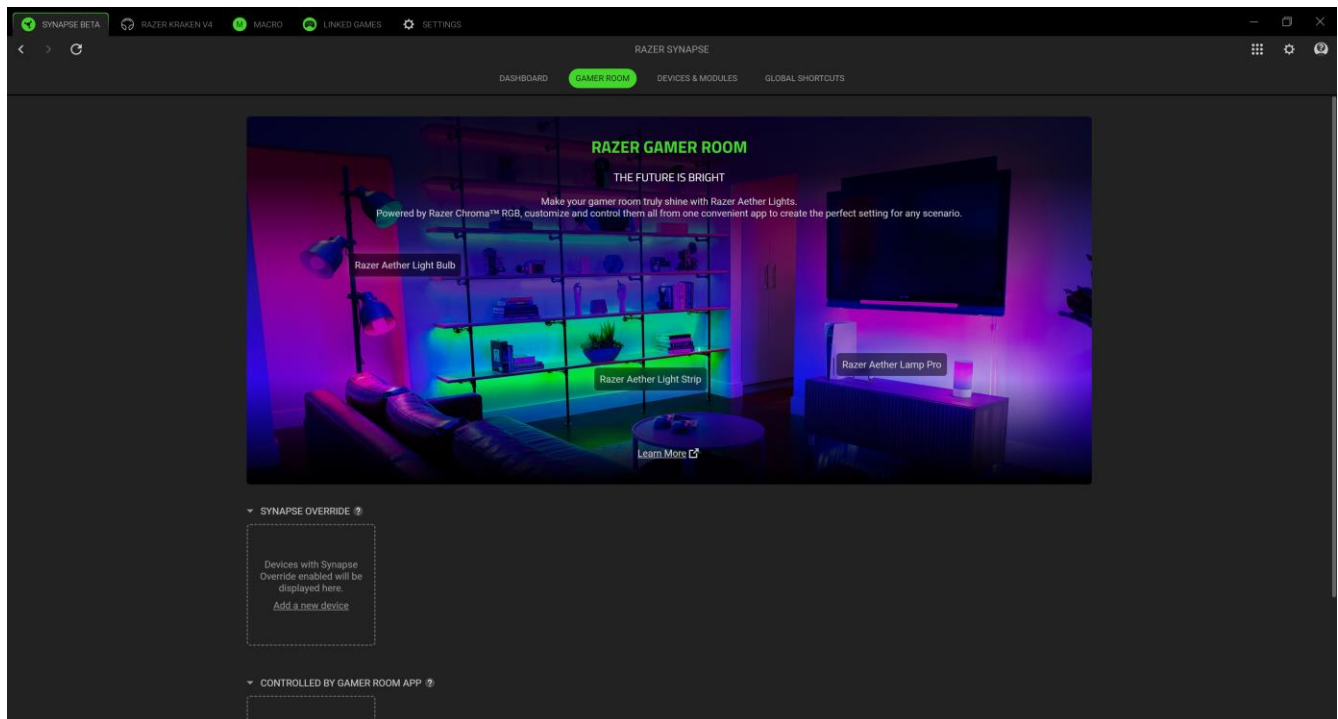 SYNAPSE BETA
RAZER KRAKEN V4
M
MACRO
LINKED GAMES
SETTINGS
RAZER SYNAPSE
DASHBOARD
GAMER ROOM
DEVICES & MODULES
GLOBAL SHORTCUTS
RAZER GAMER ROOM
THE FUTURE IS BRIGHT
Make your gamer room truly shine with Razer Aether Lights.
Powered by Razer Chroma™ RGB, customize and control them all from one convenient app to create the perfect setting for any scenario.
Razer Aether Light Bulb
Razer Aether Lamp Pro
Razer Aether Light Strip
Learn More
SYNAPSE OVERRIDE ?
Devices with Synapse
Override enabled will be
displayed here.
Add a new device
CONTROLLED BY GAMER ROOM APP ?